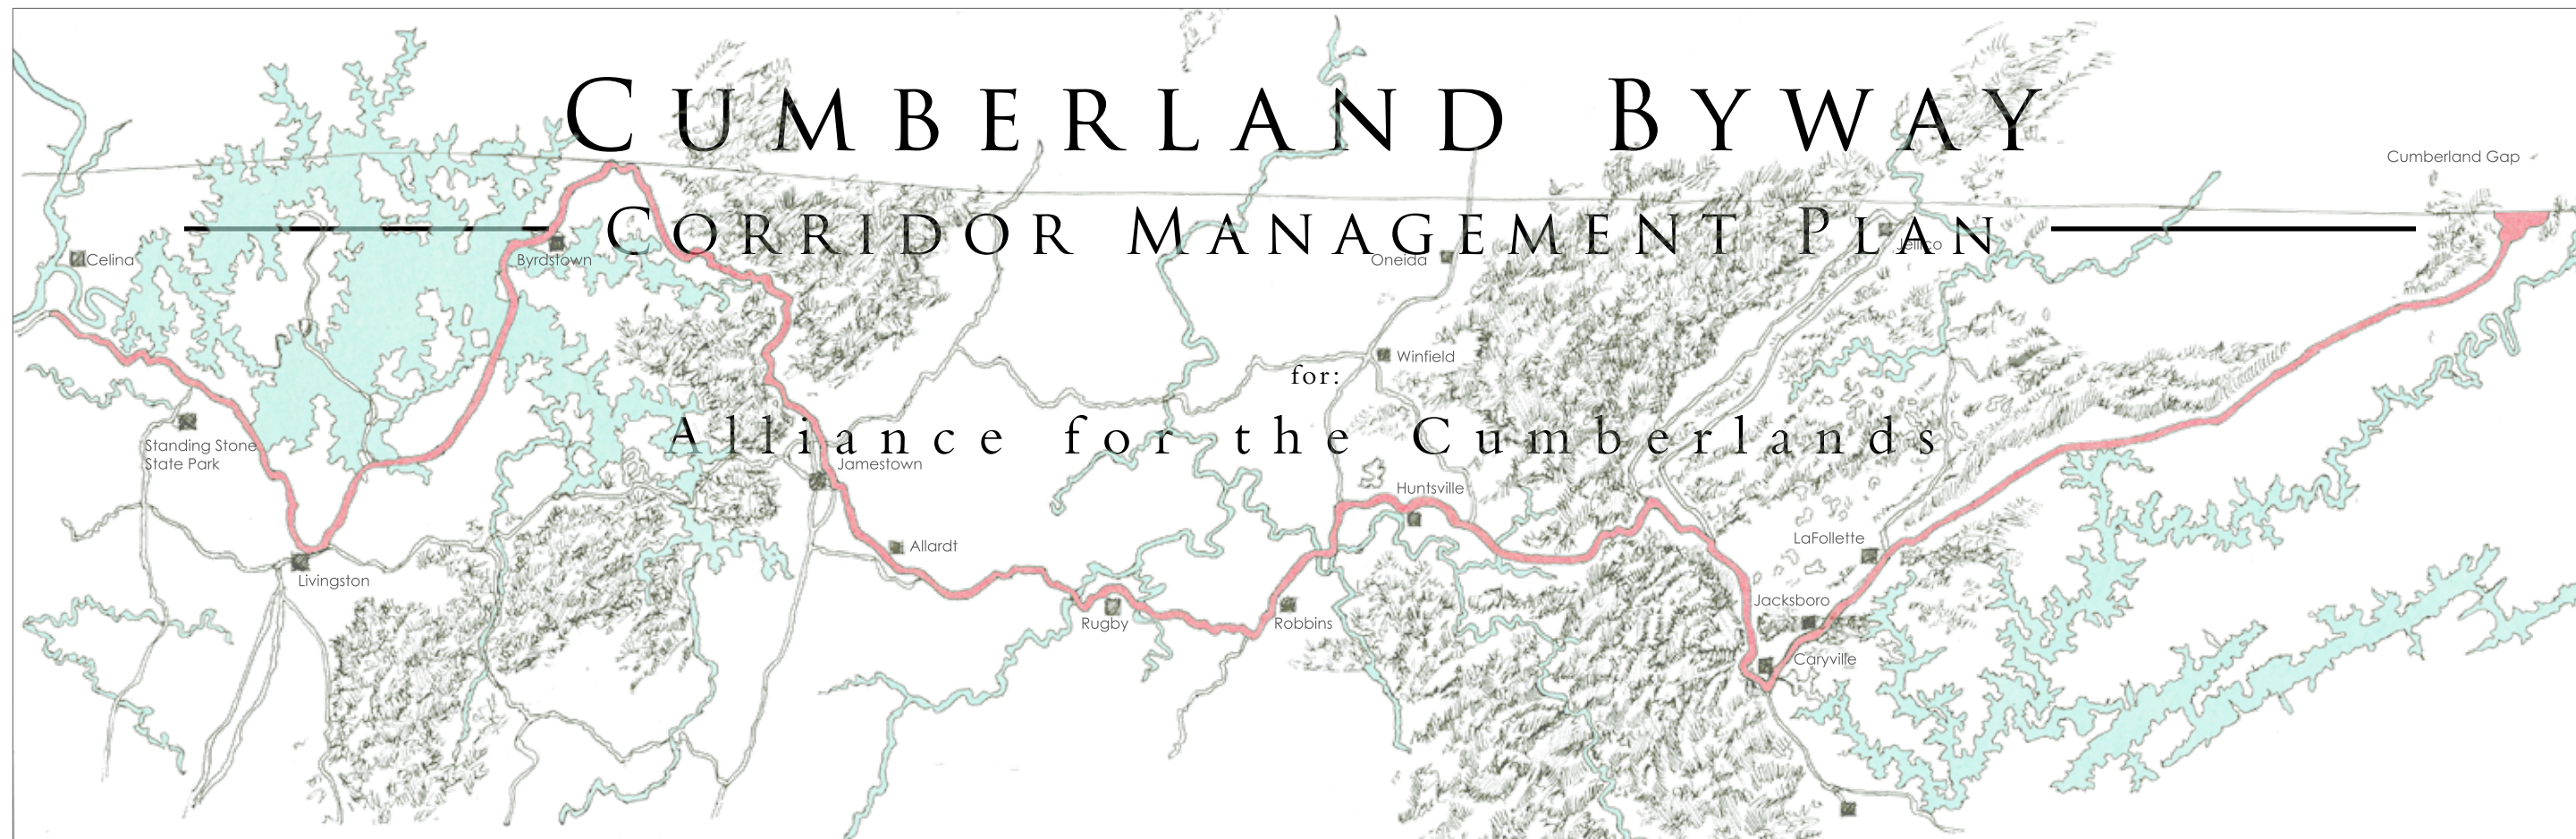 Cumberland Byway
Cumberland Gap
Corridor Management Plan
Jellico
Celina
Byrdstown
Oneida
Winfield
for:
Alliance for the Cumberlands
Standing Stone
State Park
Jamestown
Huntsville
LaFollette
Allardt
Livingston
Jacksboro
Rugby
Robbins
Caryville